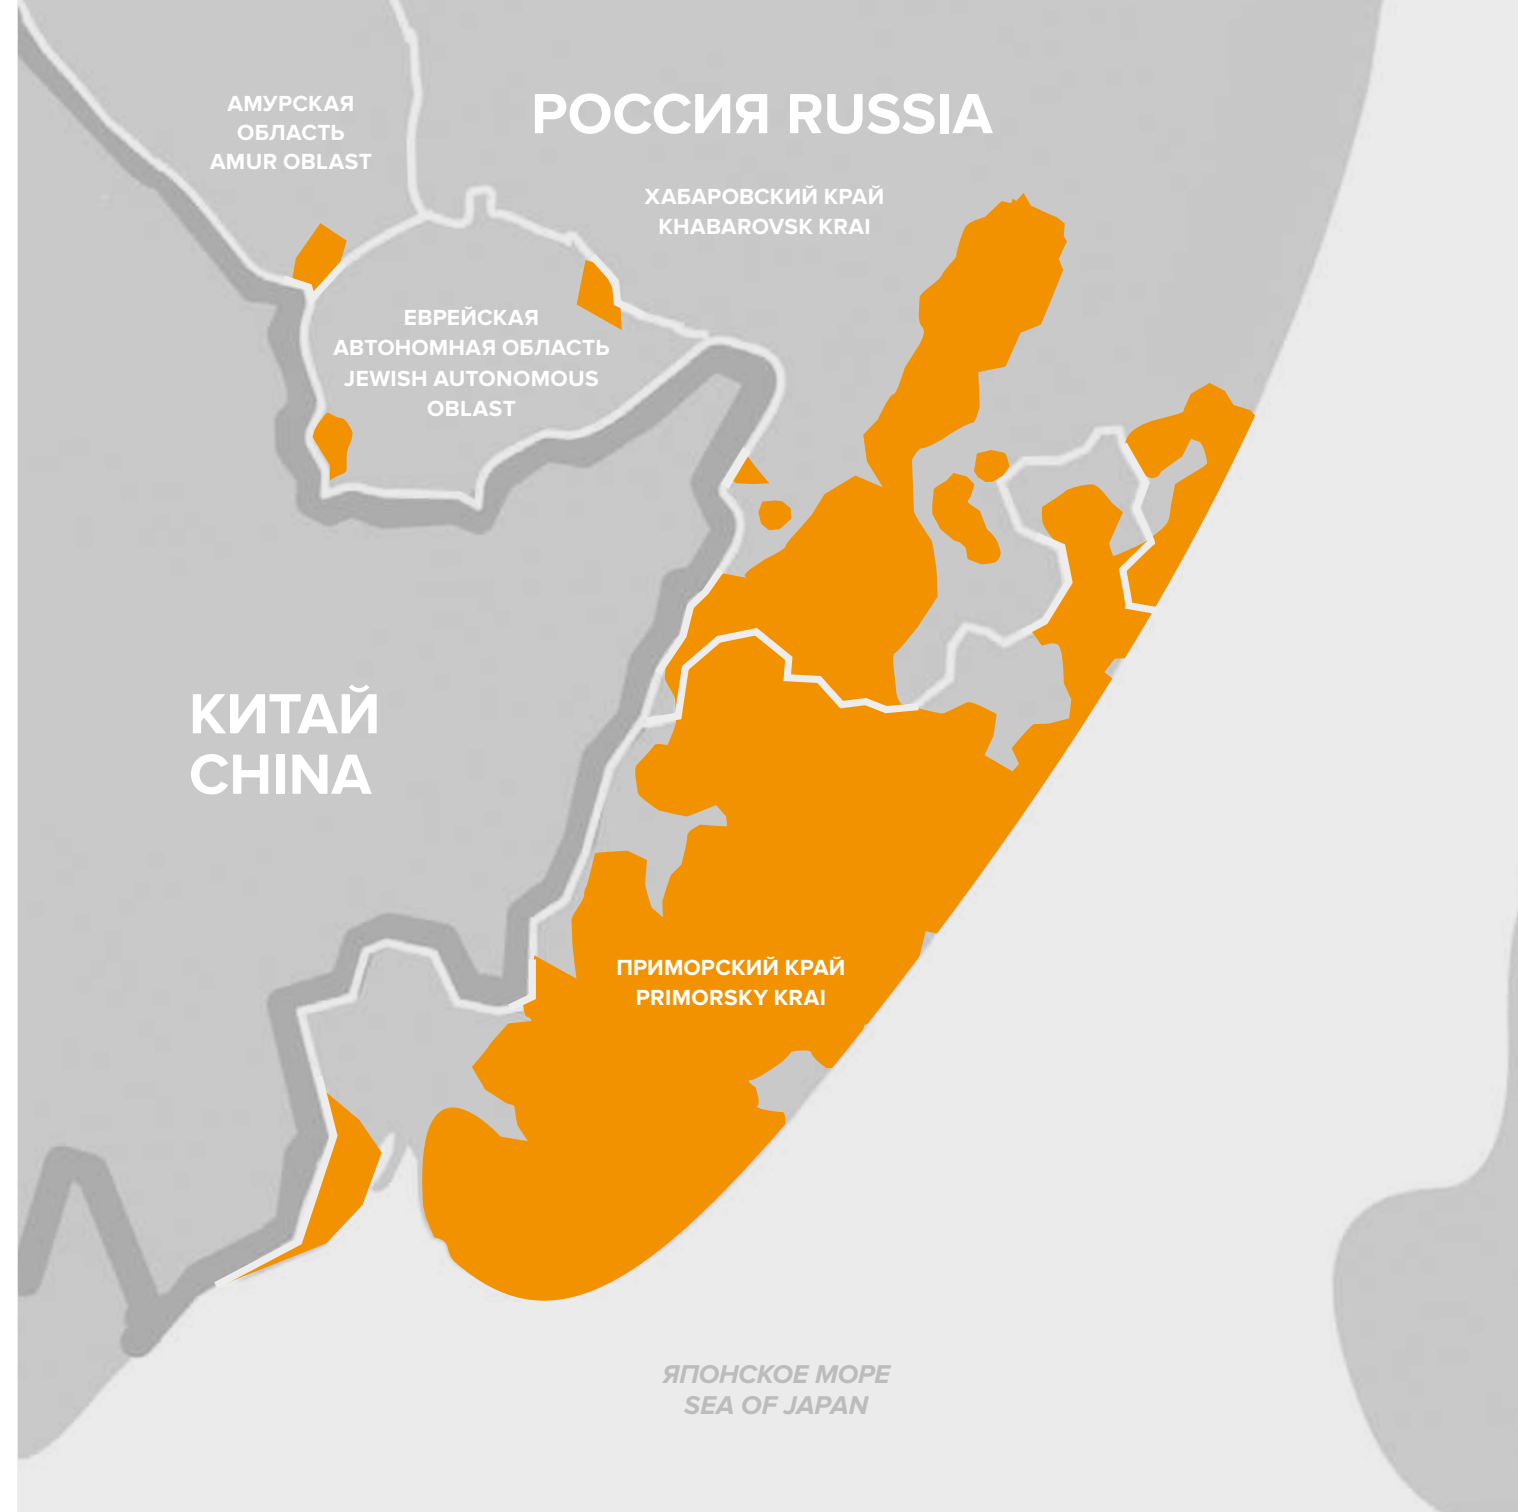 АМУРСКАЯ
ОБЛАСТЬ
AMUR OBLAST
РОССИЯ RUSSIA
ХАБАРОВСКИЙ КРАЙ
KHABAROVSK KRAI
ЕВРЕЙСКАЯ
АВТОНОМНАЯ ОБЛАСТЬ
JEWISH AUTONOMOUS
OBLAST
КИТАЙ
CHINA
ПРИМОРСКИЙ КРАЙ
PRIMORSKY KRAI
ЯПОНСКОЕ МОРЕ
SEA OF JAPAN